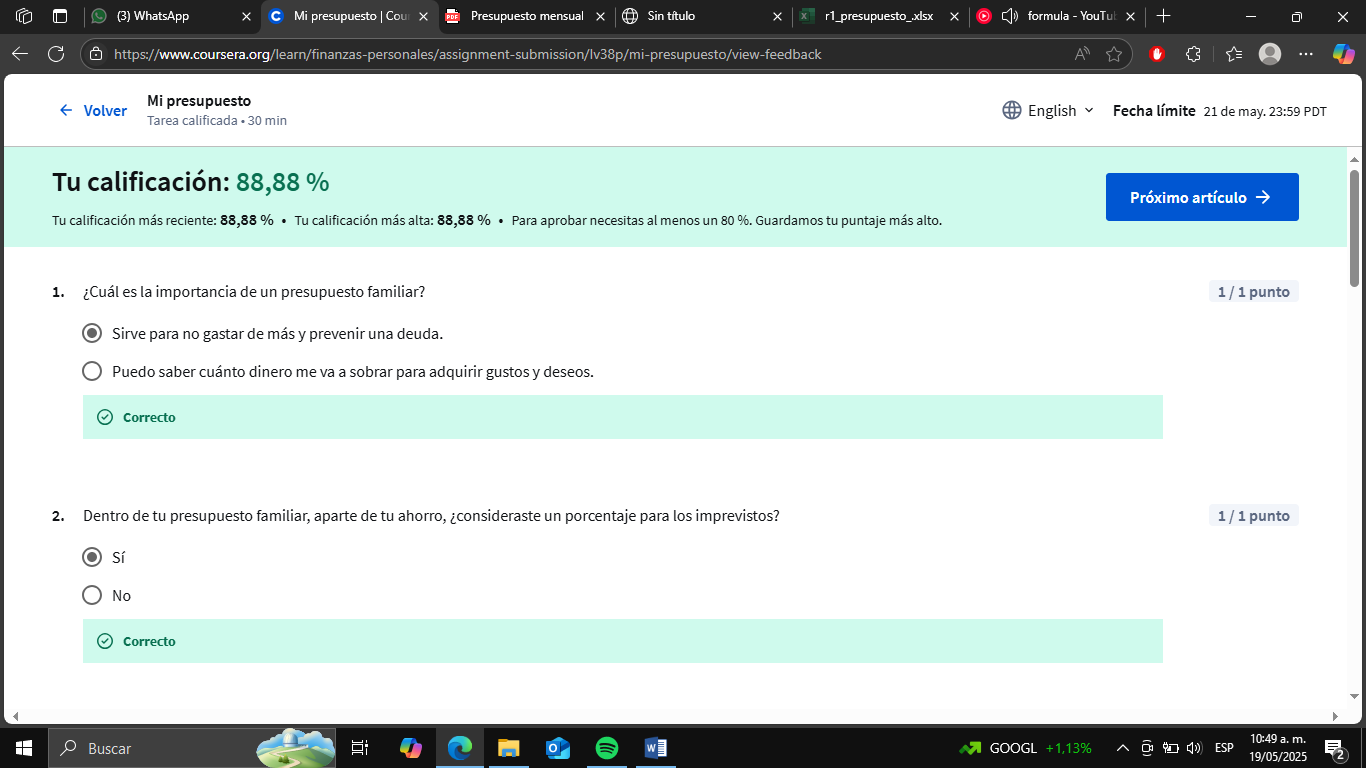 (3) WhatsApp
Mi presupuesto | Cour
PDF
Presupuesto mensual
Sin título
r1_presupuesto_.xlsx
formula - YouTu
https://www.coursera.org/learn/finanzas-personales/assignment-submission/lv38p/mi-presupuesto/view-feedback
Volver
Mi presupuesto
Tarea calificada • 30 min
English
Fecha límite 21 de may. 23:59 PDT
Tu calificación: 88,88 %
Tu calificación más reciente: 88,88 % • Tu calificación más alta: 88,88 % • Para aprobar necesitas al menos un 80 %. Guardamos tu puntaje más alto.
Próximo artículo
1. ¿Cuál es la importancia de un presupuesto familiar?
1 / 1 punto
Sirve para no gastar de más y prevenir una deuda.
Puedo saber cuánto dinero me va a sobrar para adquirir gustos y deseos.
Correcto
2. Dentro de tu presupuesto familiar, aparte de tu ahorro, ¿consideraste un porcentaje para los imprevistos?
1 / 1 punto
Sí
No
Correcto
Buscar
GOOGL +1,13%
ESP
10:49 a. m.
19/05/2025
2